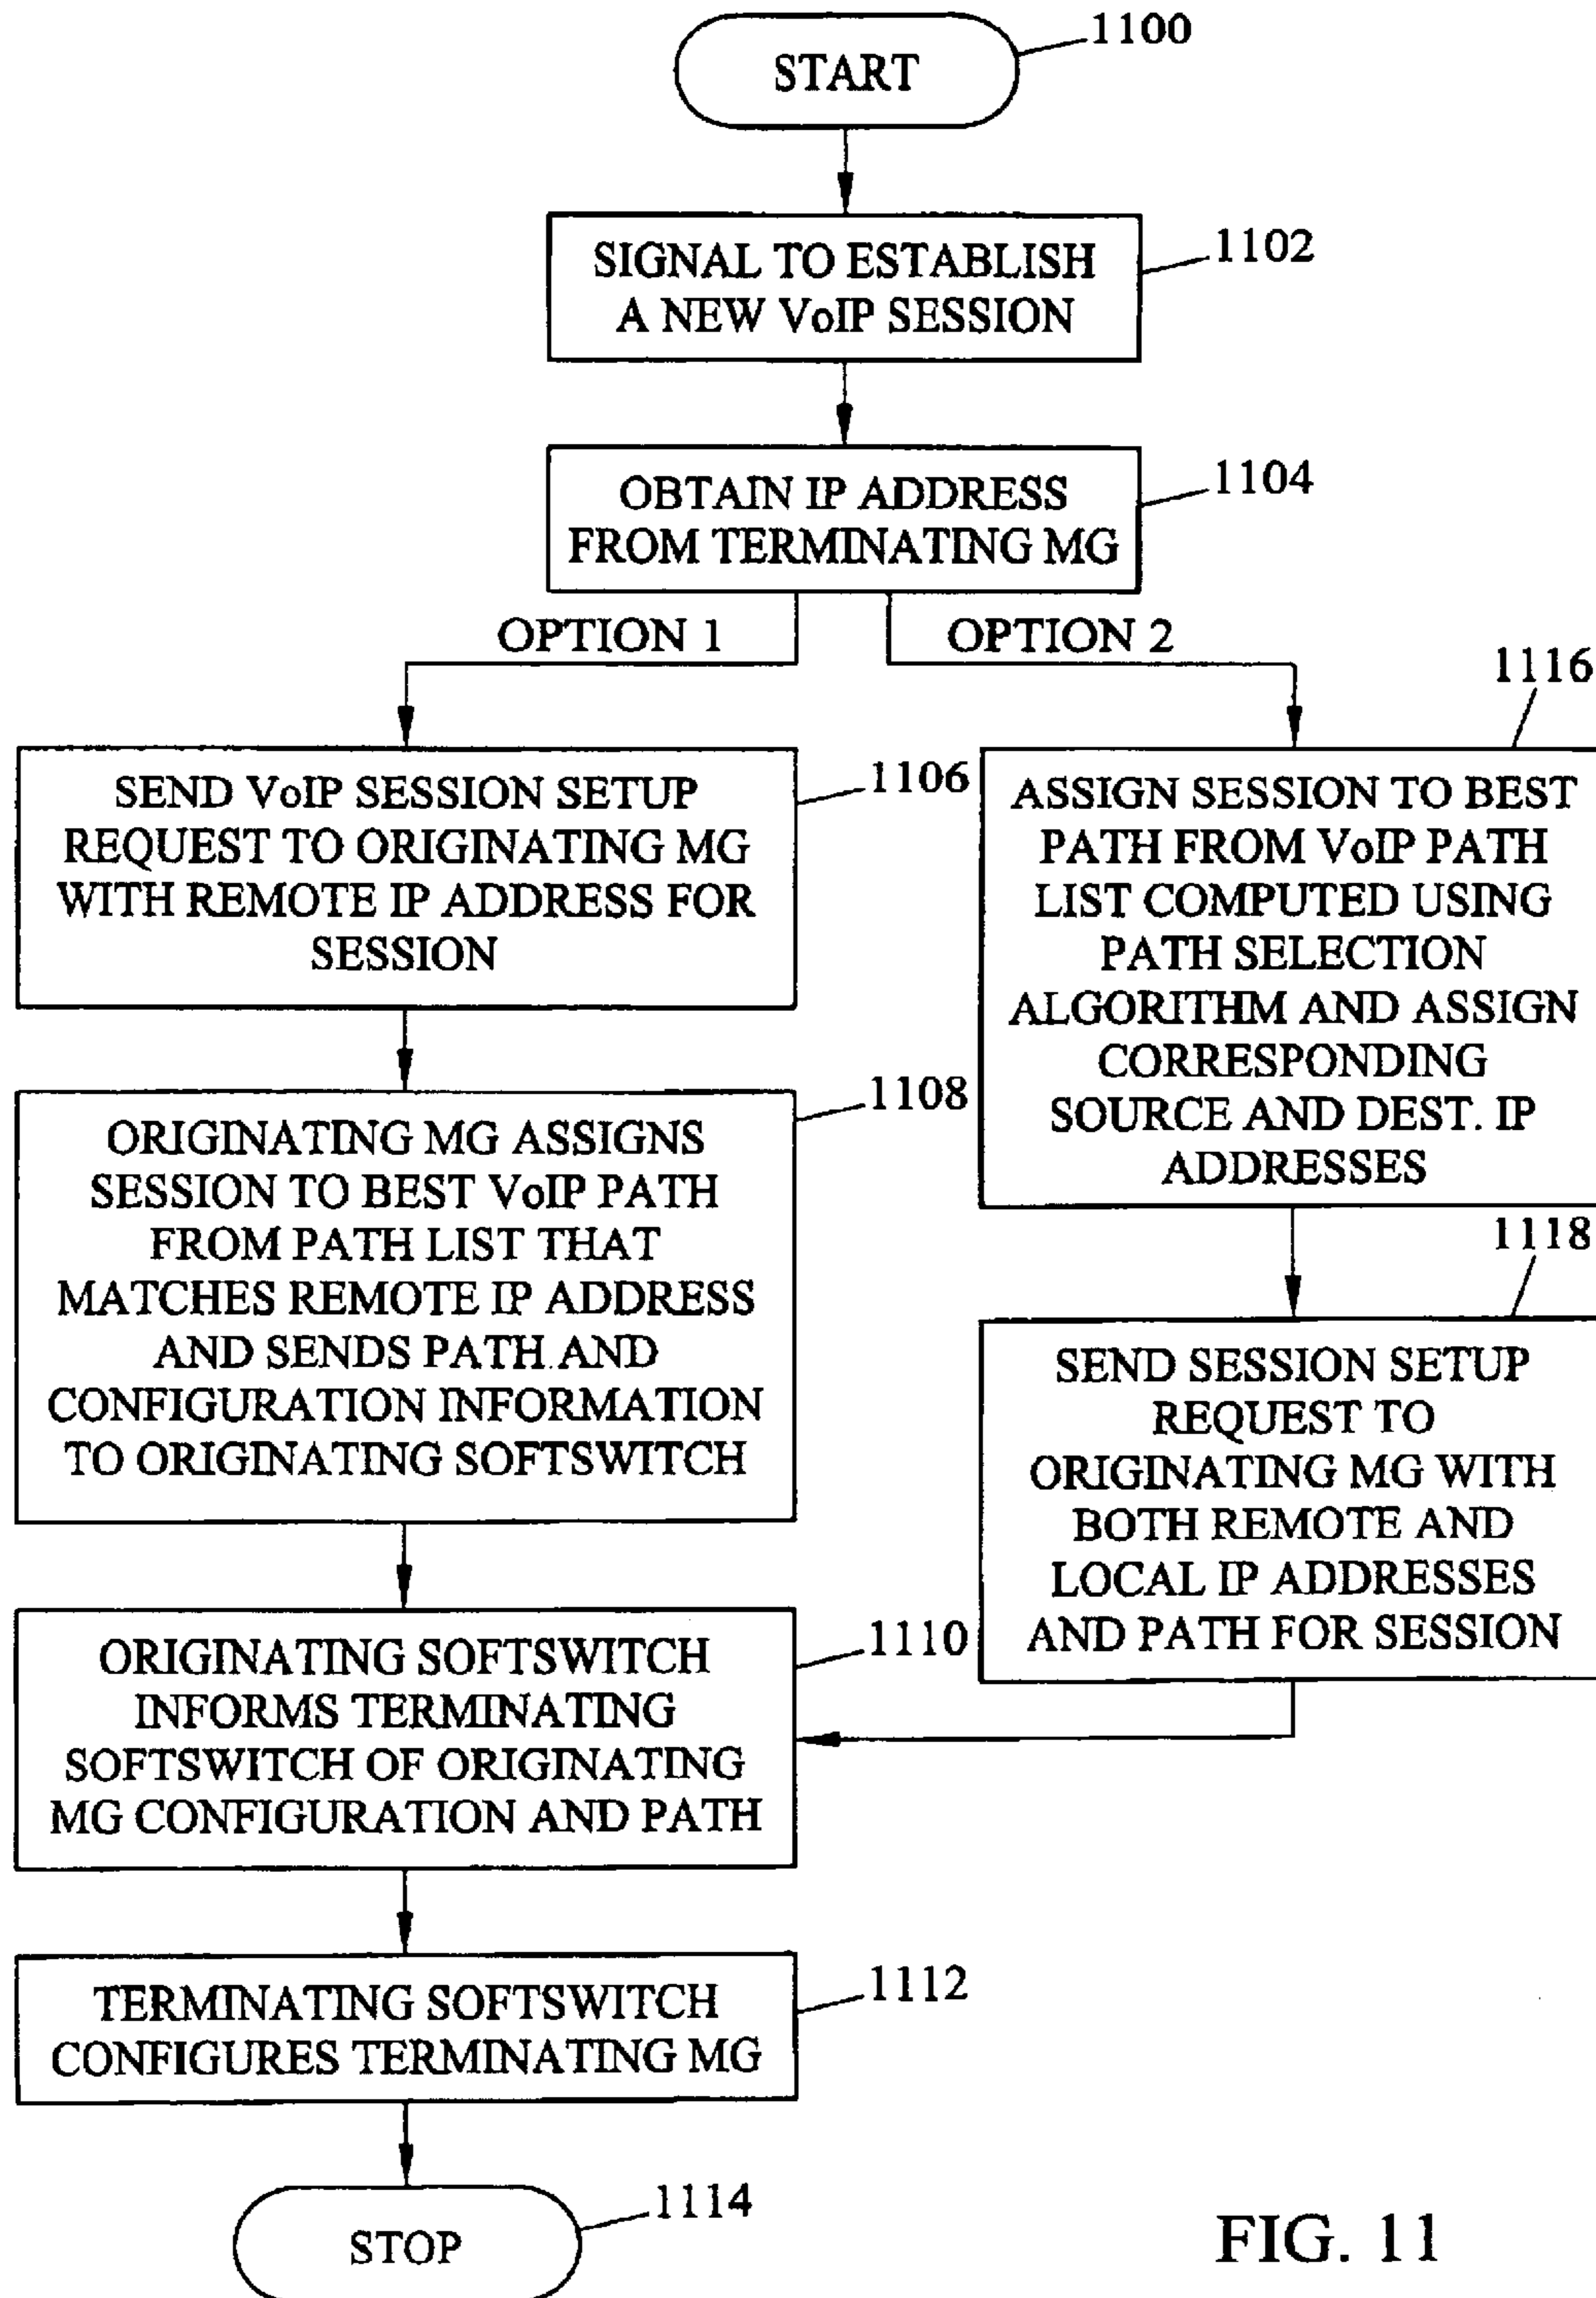 START
1100
SIGNAL TO ESTABLISH
A NEW VoIP SESSION
1102
OBTAIN IP ADDRESS
FROM TERMINATING MG
1104
OPTION 1
OPTION 2
SEND VoIP SESSION SETUP
REQUEST TO ORIGINATING MG
WITH REMOTE IP ADDRESS FOR
SESSION
1106
ORIGINATING MG ASSIGNS
SESSION TO BEST VoIP PATH
FROM PATH LIST THAT
MATCHES REMOTE IP ADDRESS
AND SENDS PATH AND
CONFIGURATION INFORMATION
TO ORIGINATING SOFTSWITCH
1108
1116
ASSIGN SESSION TO BEST
PATH FROM VoIP PATH
LIST COMPUTED USING
PATH SELECTION
ALGORITHM AND ASSIGN
CORRESPONDING
SOURCE AND DEST. IP
ADDRESSES
1118
SEND SESSION SETUP
REQUEST TO
ORIGINATING MG WITH
BOTH REMOTE AND
LOCAL IP ADDRESSES
AND PATH FOR SESSION
ORIGINATING SOFTSWITCH
INFORMS TERMINATING
SOFTSWITCH OF ORIGINATING
MG CONFIGURATION AND PATH
1110
TERMINATING SOFTSWITCH
CONFIGURES TERMINATING MG
1112
STOP
1114
FIG. 11